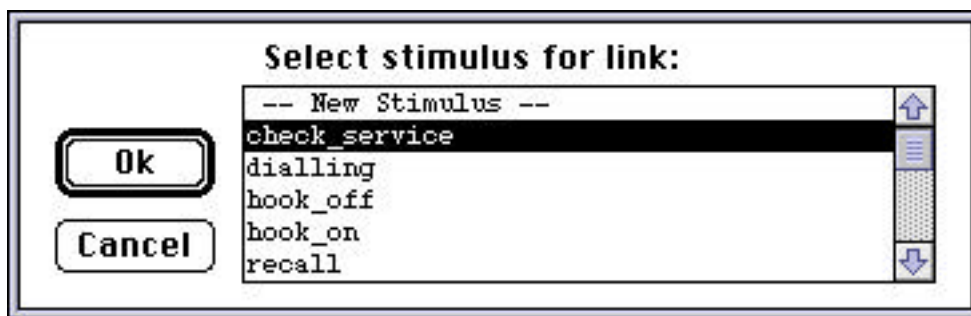 Select stimulus for link:
-- New Stimulus --
check_service
dialling
hook_off
hook_on
recall
Ok
Cancel